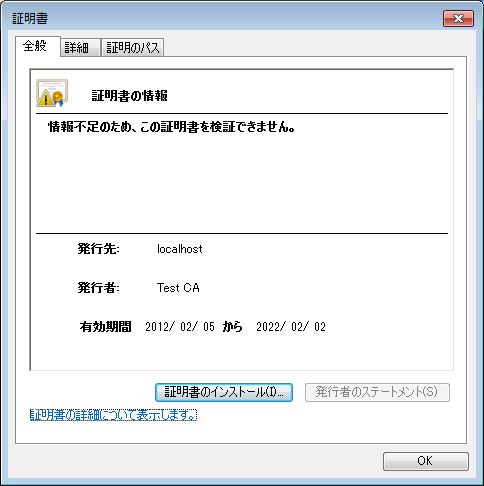 証明書
全般 詳細 証明のパス
証明書の情報
情報不足のため、この証明書を検証できません。
発行先: localhost
発行者: Test CA
有効期間 2012/ 02/ 05 から 2022/ 02/ 02
証明書のインストール(I)... 発行者のステートメント(S)
証明書の詳細について表示します。
OK